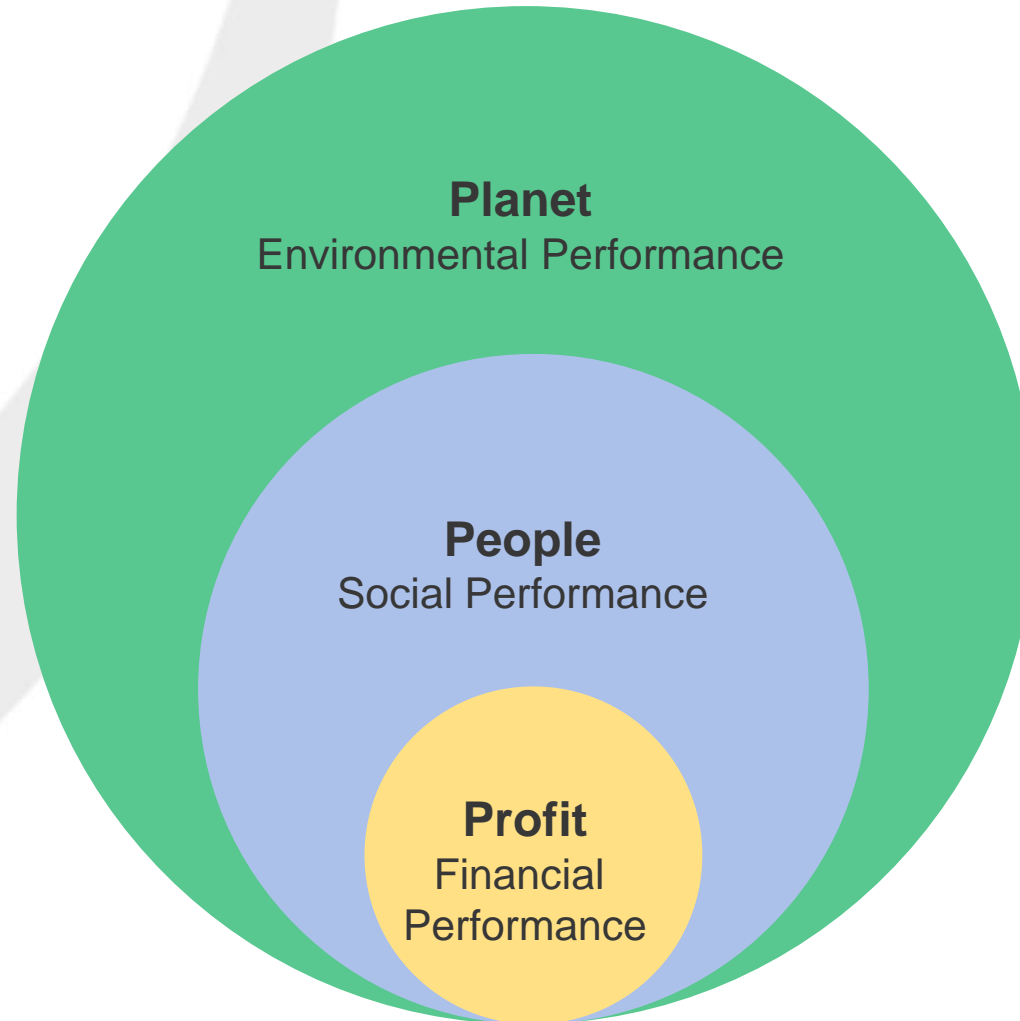 Planet
Environmental Performance
People
Social Performance
Profit
Financial
Performance